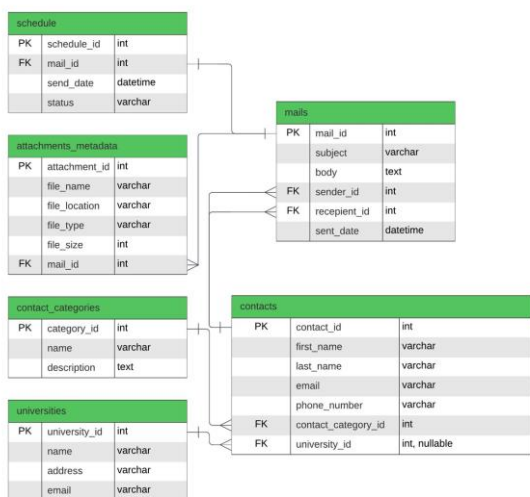 schedule
PK schedule_id int
FK mail_id int
send_date datetime
status varchar
attachments_metadata
PK attachment_id int
file_name varchar
file_location varchar
file_type varchar
file_size int
FK mail_id int
contact_categories
PK category_id int
name varchar
description text
universities
PK university_id int
name varchar
address varchar
email varchar
mails
PK mail_id int
subject varchar
body text
FK sender_id int
FK recepient_id int
sent_date datetime
contacts
PK contact_id int
first_name varchar
last_name varchar
email varchar
phone_number varchar
FK contact_category_id int
FK university_id int, nullable